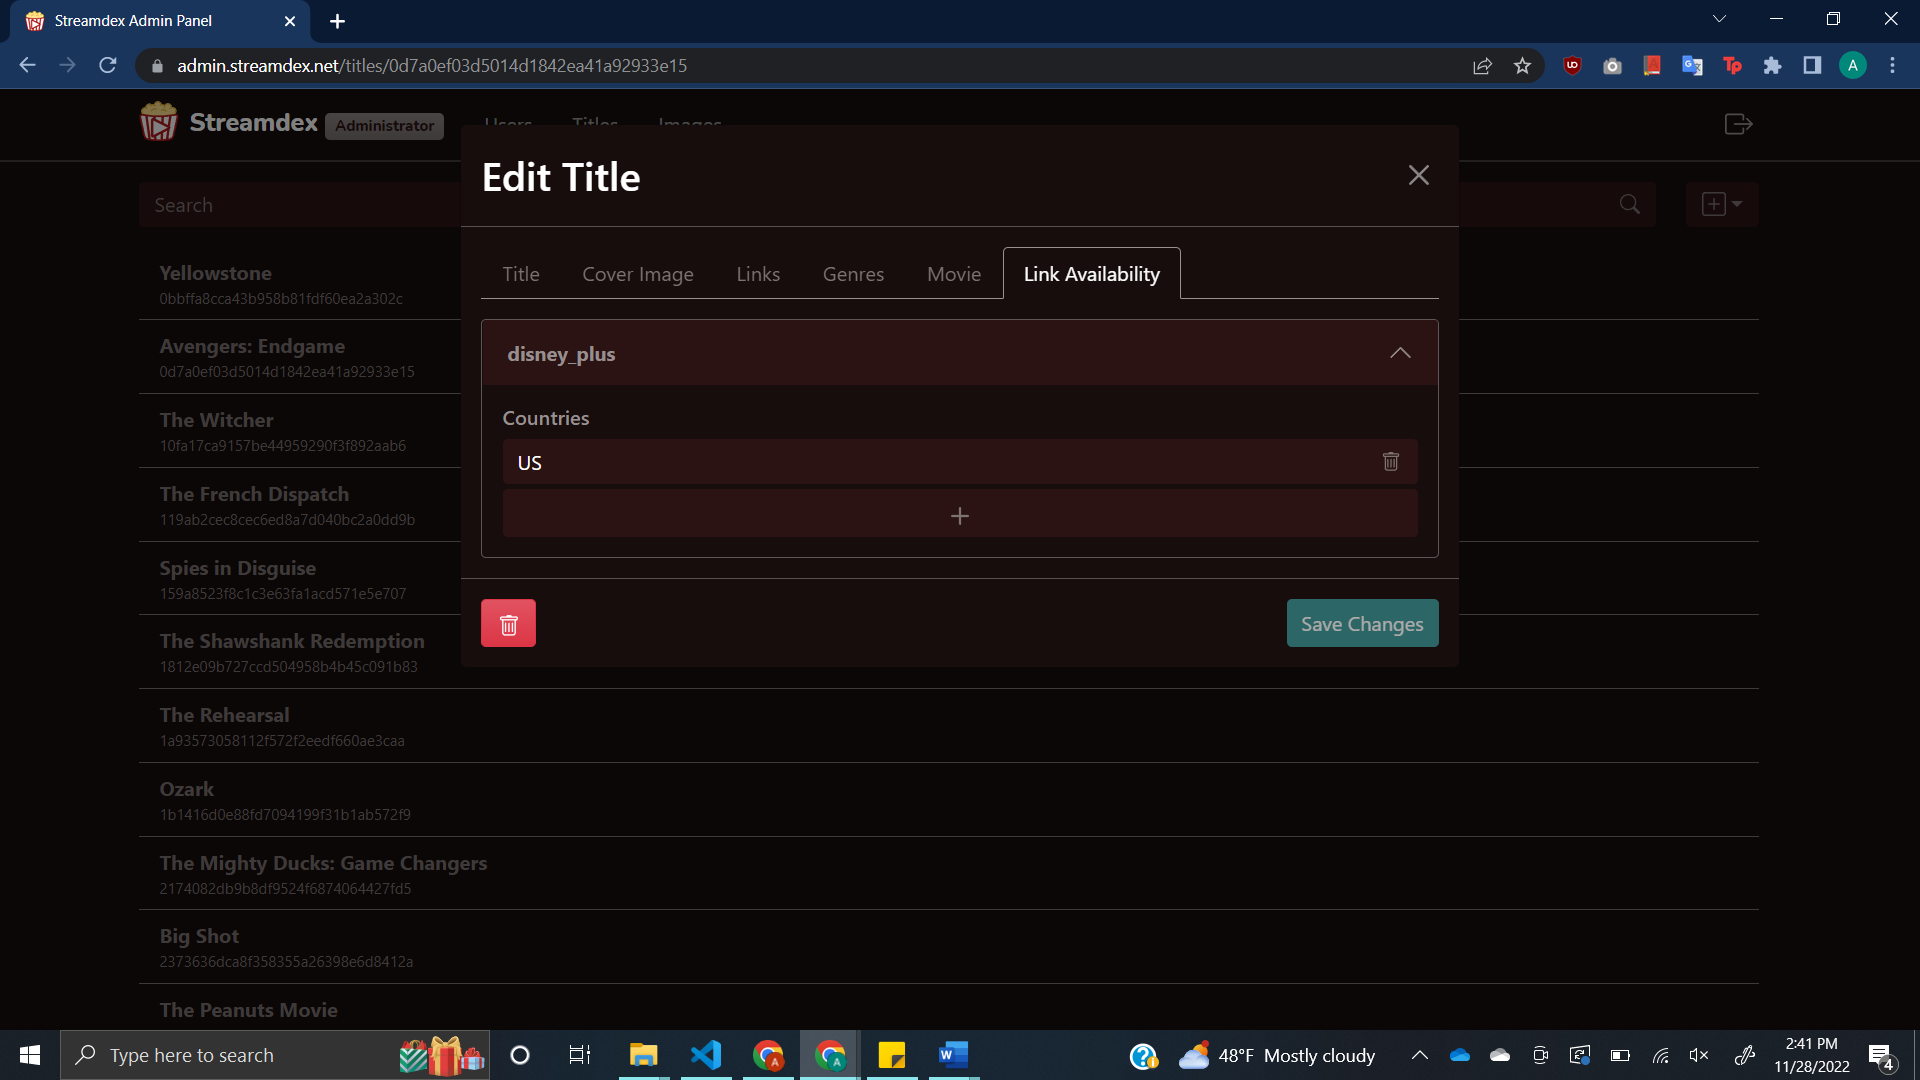 Streamdex Admin Panel
admin.streamdex.net/titles/0d7a0ef03d5014d1842ea41a92933e15
Streamdex Administrator Users Titles Images
Edit Title
Search
Title Cover Image Links Genres Movie Link Availability
Yellowstone
0bbffa8cca43b958b81fdf60ea2a302c
Avengers: Endgame
0d7a0ef03d5014d1842ea41a92933e15
The Witcher
10fa17ca9157be44959290f3f892aab6
The French Dispatch
119ab2cec8cec6ed8a7d040bc2a0dd9b
Spies in Disguise
159a8523f8c1c3e63fa1acd571e5e707
The Shawshank Redemption
1812e09b727ccd504958b4b45c091b83
The Rehearsal
1a93573058112f572f2eedf660ae3caa
Ozark
1b1416d0e88fd7094199f31b1ab572f9
The Mighty Ducks: Game Changers
2174082db9b8df9524f6874064427fd5
Big Shot
2373636dca8f358355a26398e6d8412a
The Peanuts Movie
disney_plus
Countries
US
Save Changes
Type here to search
48°F Mostly cloudy
2:41 PM
11/28/2022
4